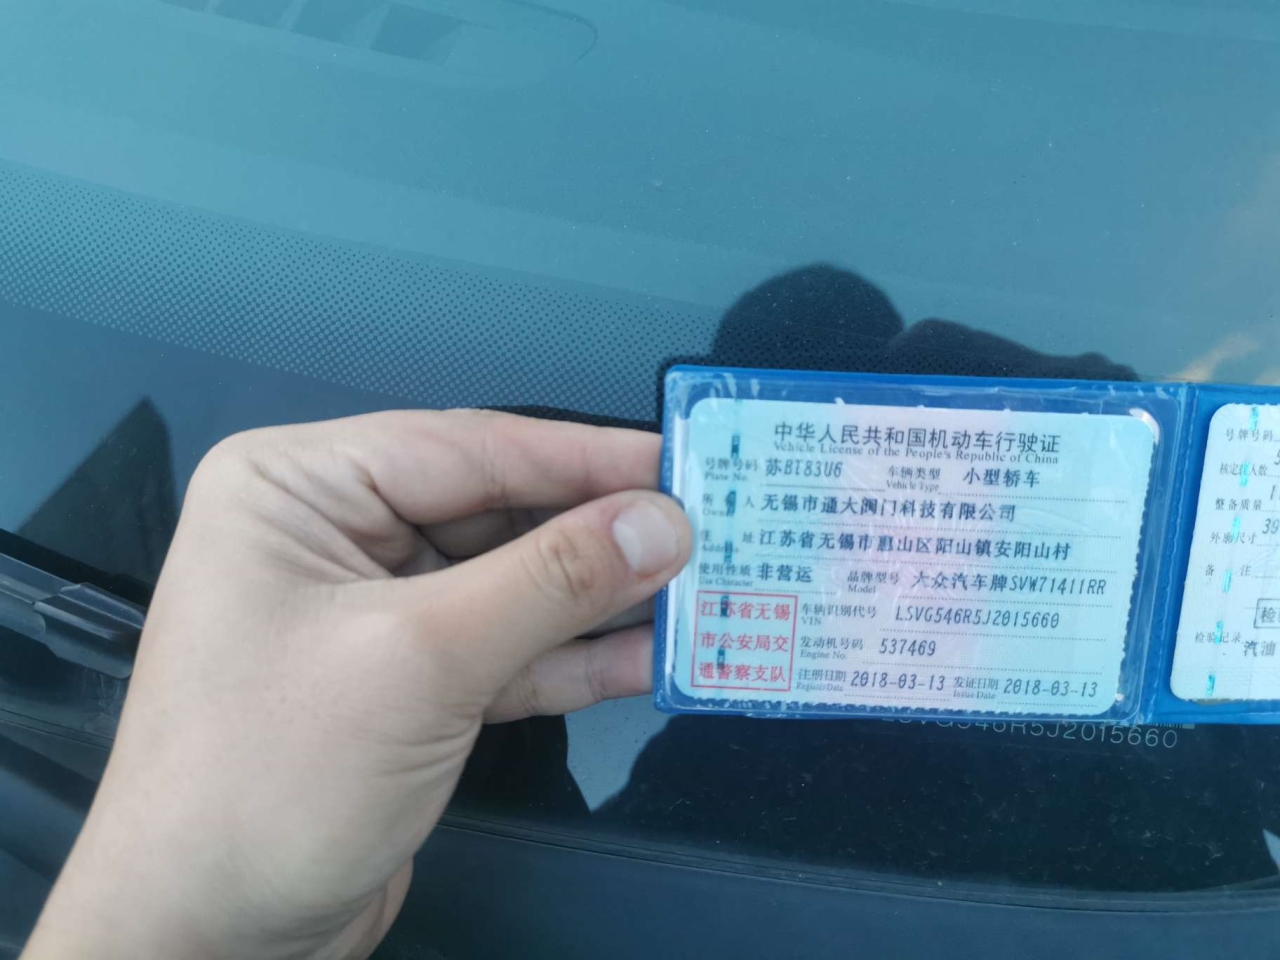 中华人民共和国机动车行驶证
Vehicle License of the People's Republic of China
号牌号码 苏BT83U6 车辆类型 小型轿车
Plate No. Vehicle Type
所 有 人 无锡市通大阀门科技有限公司
Owner
住 址 江苏省无锡市惠山区阳山镇安阳山村
Address
使用性质 非营运 品牌型号 大众汽车牌SVW71411RR
Use Character Model
江苏省无锡
市公安局交
通警察支队
车辆识别代号 LSVG546R5J2015660
VIN
发动机号码 537469
Engine No.
注册日期 2018-03-13 发证日期 2018-03-13
Register Date Issue Date
号牌号码
核定载人数
整备质量
外廓尺寸 39
备 注
检验记录
汽油
LSVG546R5J2015660